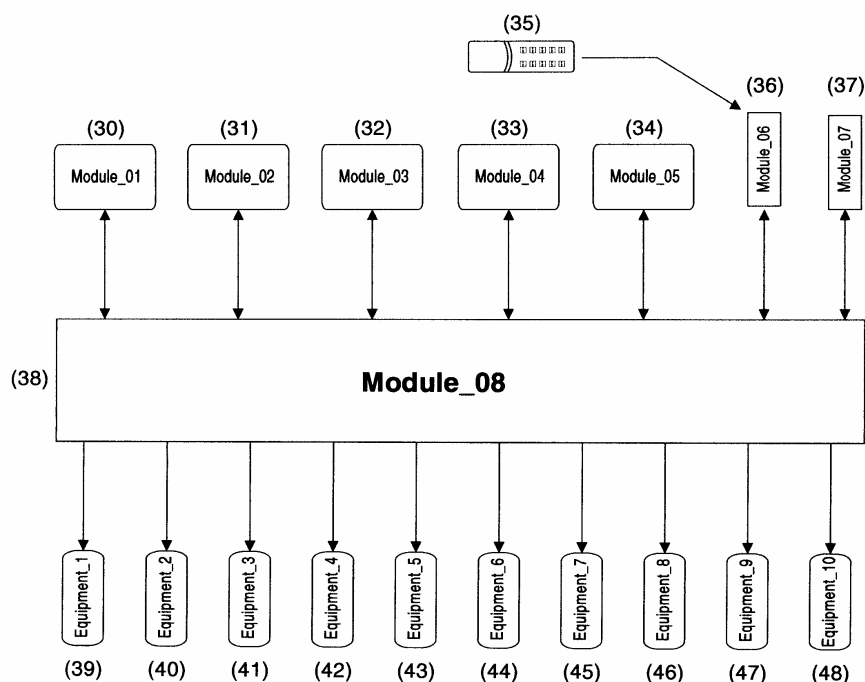 (35)
(36)
(37)
(30)
(31)
(32)
(33)
(34)
Module_01
Module_02
Module_03
Module_04
Module_05
Module_06
Module_07
(38)
Module_08
Equipment_1
Equipment_2
Equipment_3
Equipment_4
Equipment_5
Equipment_6
Equipment_7
Equipment_8
Equipment_9
Equipment_10
(39)
(40)
(41)
(42)
(43)
(44)
(45)
(46)
(47)
(48)